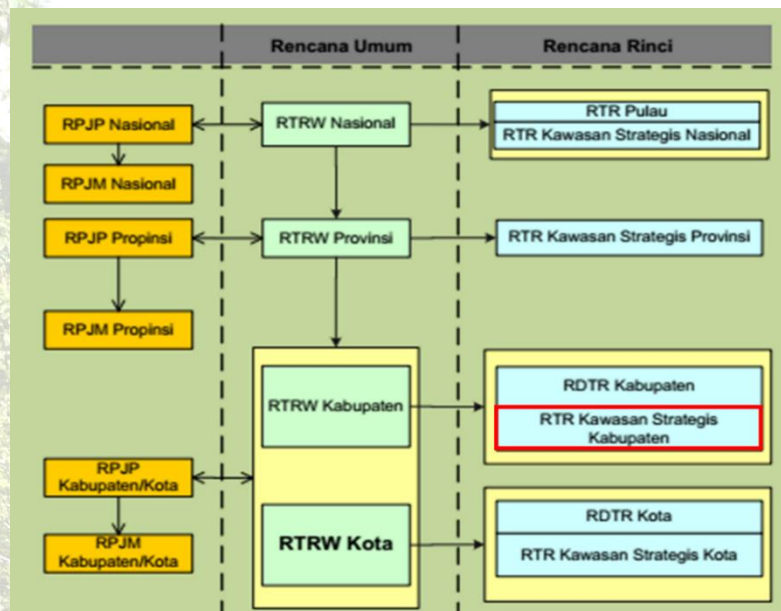 Rencana Umum
Rencana Rinci
RPJP Nasional
RTRW Nasional
RTR Pulau
RTR Kawasan Strategis Nasional
RPJM Nasional
RPJP Propinsi
RTRW Provinsi
RTR Kawasan Strategis Provinsi
RPJM Propinsi
RTRW Kabupaten
RDTR Kabupaten
RTR Kawasan Strategis
Kabupaten
RPJP
Kabupaten/Kota
RPJM
Kabupaten/Kota
RTRW Kota
RDTR Kota
RTR Kawasan Strategis Kota